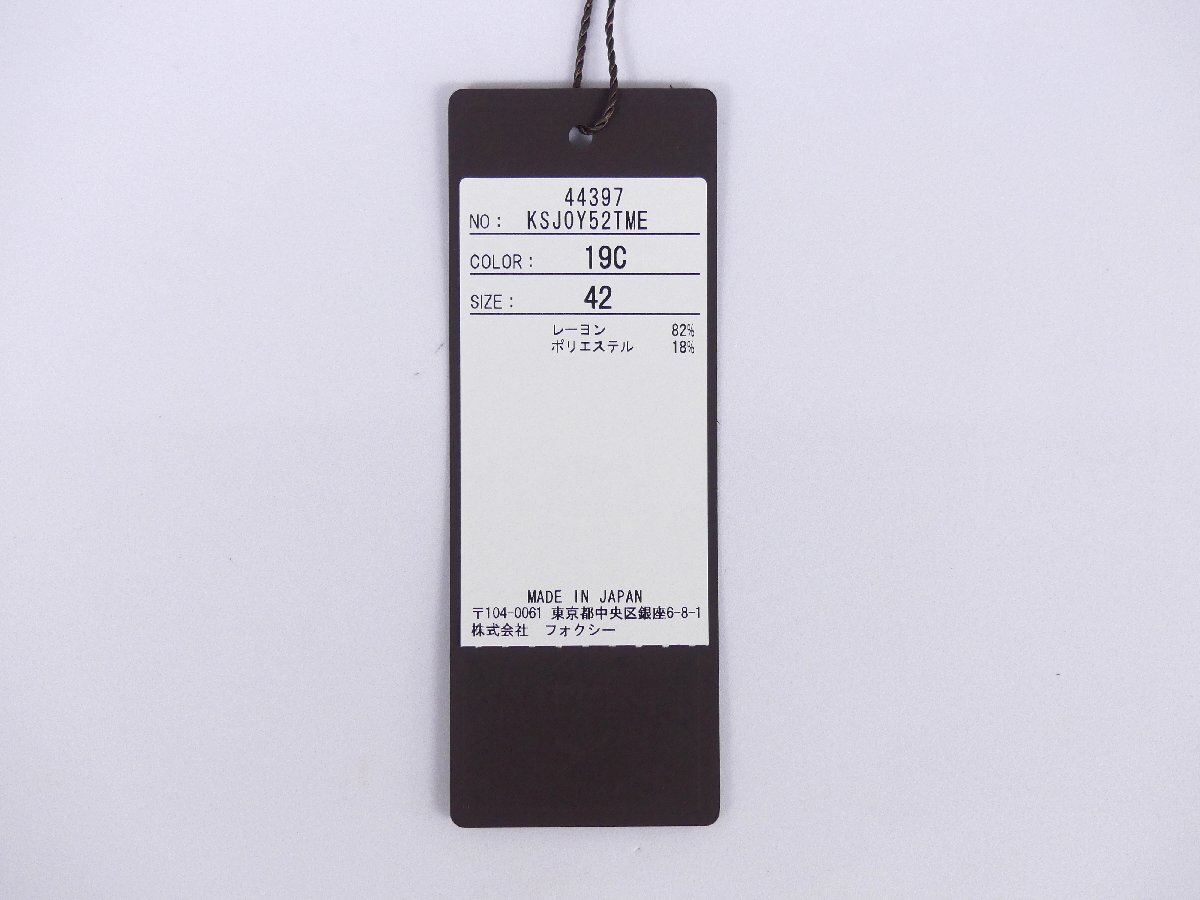 44397
NO: KSJ0Y52TME
COLOR: 19C
SIZE: 42
レーヨン 82%
ポリエステル 18%
MADE IN JAPAN
〒104-0061 東京都中央区銀座6-8-1
株式会社 フォクシー